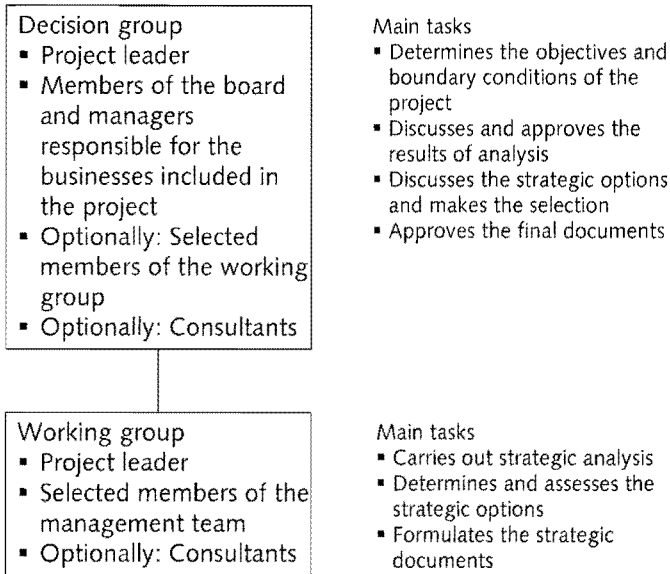 Decision group
▪ Project leader
▪ Members of the board
and managers
responsible for the
businesses included in
the project
▪ Optionally: Selected
members of the working
group
▪ Optionally: Consultants
Main tasks
▪ Determines the objectives and
boundary conditions of the
project
▪ Discusses and approves the
results of analysis
▪ Discusses the strategic options
and makes the selection
▪ Approves the final documents
Working group
▪ Project leader
▪ Selected members of the
management team
▪ Optionally: Consultants
Main tasks
▪ Carries out strategic analysis
▪ Determines and assesses the
strategic options
▪ Formulates the strategic
documents